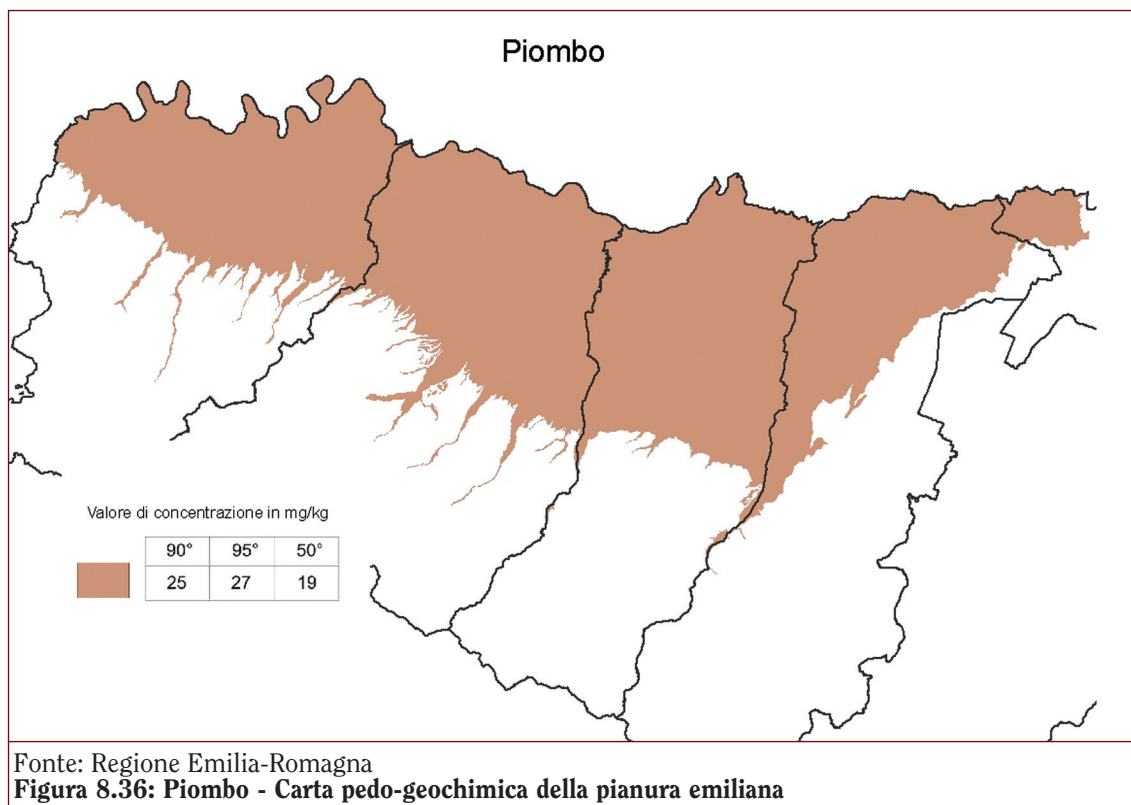 Piombo
Valore di concentrazione in mg/kg
90° 95° 50°
25 27 19
Fonte: Regione Emilia-Romagna
Figura 8.36: Piombo - Carta pedo-geochimica della pianura emiliana